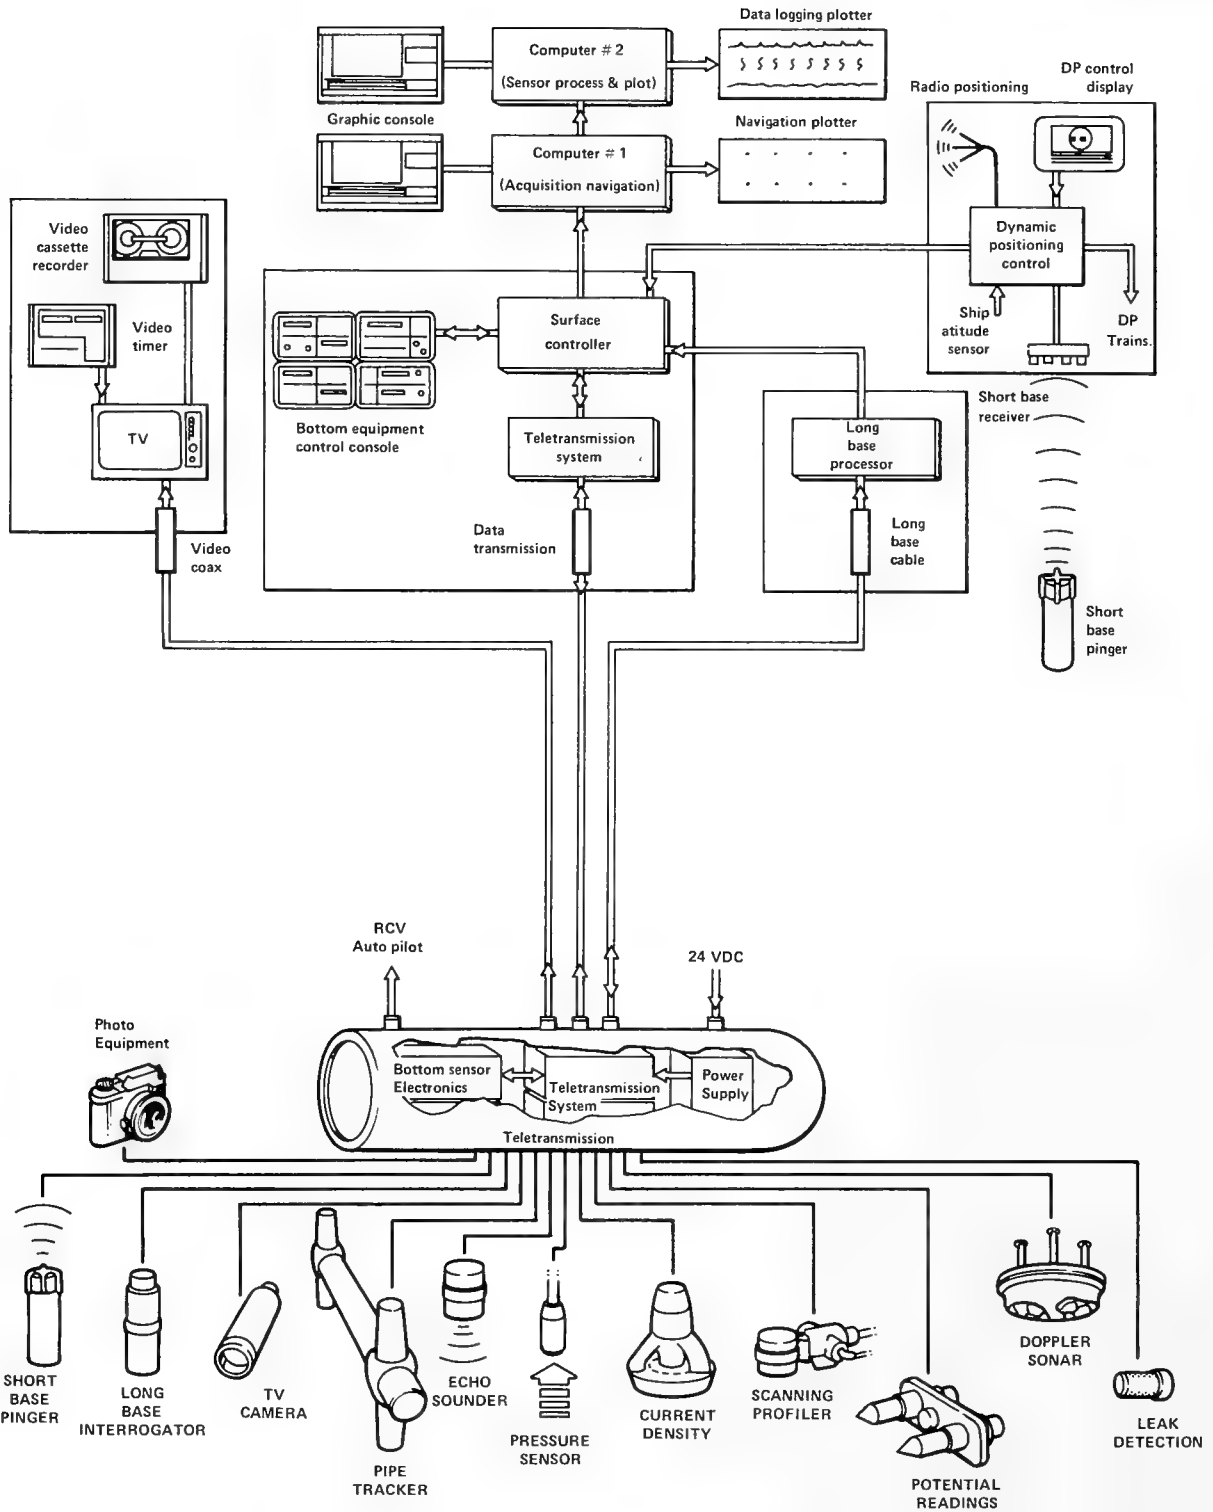 Data logging plotter
Computer # 2
(Sensor process & plot)
Graphic console
Navigation plotter
Computer # 1
(Acquisition navigation)
Radio positioning
DP control
display
Dynamic
positioning
control
Ship
atitude
sensor
DP
Trains.
Short base
receiver
Video
cassette
recorder
Video
timer
TV
Video
coax
Surface
controller
Bottom equipment
control console
Teletransmission
system
Data
transmission
Long
base
processor
Long
base
cable
Short
base
pinger
RCV
Auto pilot
24 VDC
Photo
Equipment
Bottom sensor
Electronics
Teletransmission
System
Power
Supply
Teletransmission
SHORT
BASE
PINGER
LONG
BASE
INTERROGATOR
TV
CAMERA
PIPE
TRACKER
ECHO
SOUNDER
PRESSURE
SENSOR
CURRENT
DENSITY
SCANNING
PROFILER
POTENTIAL
READINGS
DOPPLER
SONAR
LEAK
DETECTION